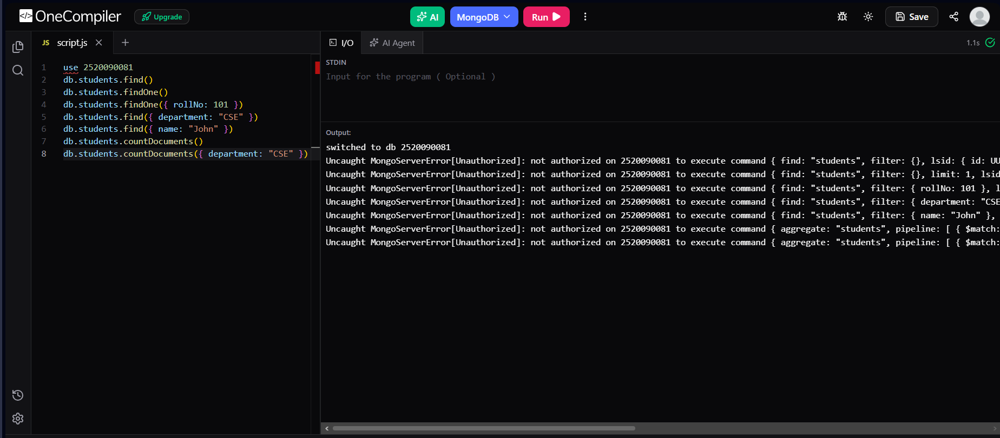 </> OneCompiler
Upgrade
AI
MongoDB
Run
Save
JS script.js
I/O
AI Agent
1.1s
1 use 2520090081
2 db.students.find()
3 db.students.findOne()
4 db.students.findOne({ rollNo: 101 })
5 db.students.find({ department: "CSE" })
6 db.students.find({ name: "John" })
7 db.students.countDocuments()
8 db.students.countDocuments({ department: "CSE" })
STDIN
Input for the program ( Optional )
Output:
switched to db 2520090081
Uncaught MongoServerError[Unauthorized]: not authorized on 2520090081 to execute command { find: "students", filter: {}, lsid: { id: UU
Uncaught MongoServerError[Unauthorized]: not authorized on 2520090081 to execute command { find: "students", filter: {}, limit: 1, lsid
Uncaught MongoServerError[Unauthorized]: not authorized on 2520090081 to execute command { find: "students", filter: { rollNo: 101 }, l
Uncaught MongoServerError[Unauthorized]: not authorized on 2520090081 to execute command { find: "students", filter: { department: "CSE
Uncaught MongoServerError[Unauthorized]: not authorized on 2520090081 to execute command { find: "students", filter: { name: "John" },
Uncaught MongoServerError[Unauthorized]: not authorized on 2520090081 to execute command { aggregate: "students", pipeline: [ { $match:
Uncaught MongoServerError[Unauthorized]: not authorized on 2520090081 to execute command { aggregate: "students", pipeline: [ { $match: